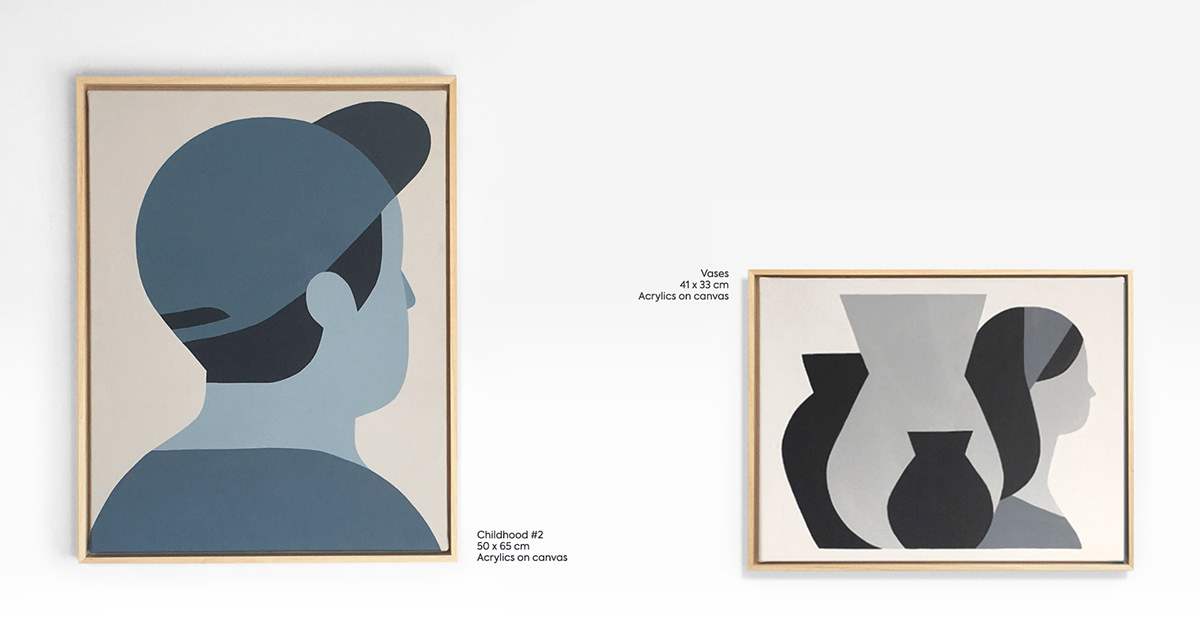 Childhood #2
50 x 65 cm
Acrylics on canvas
Vases
41 x 33 cm
Acrylics on canvas